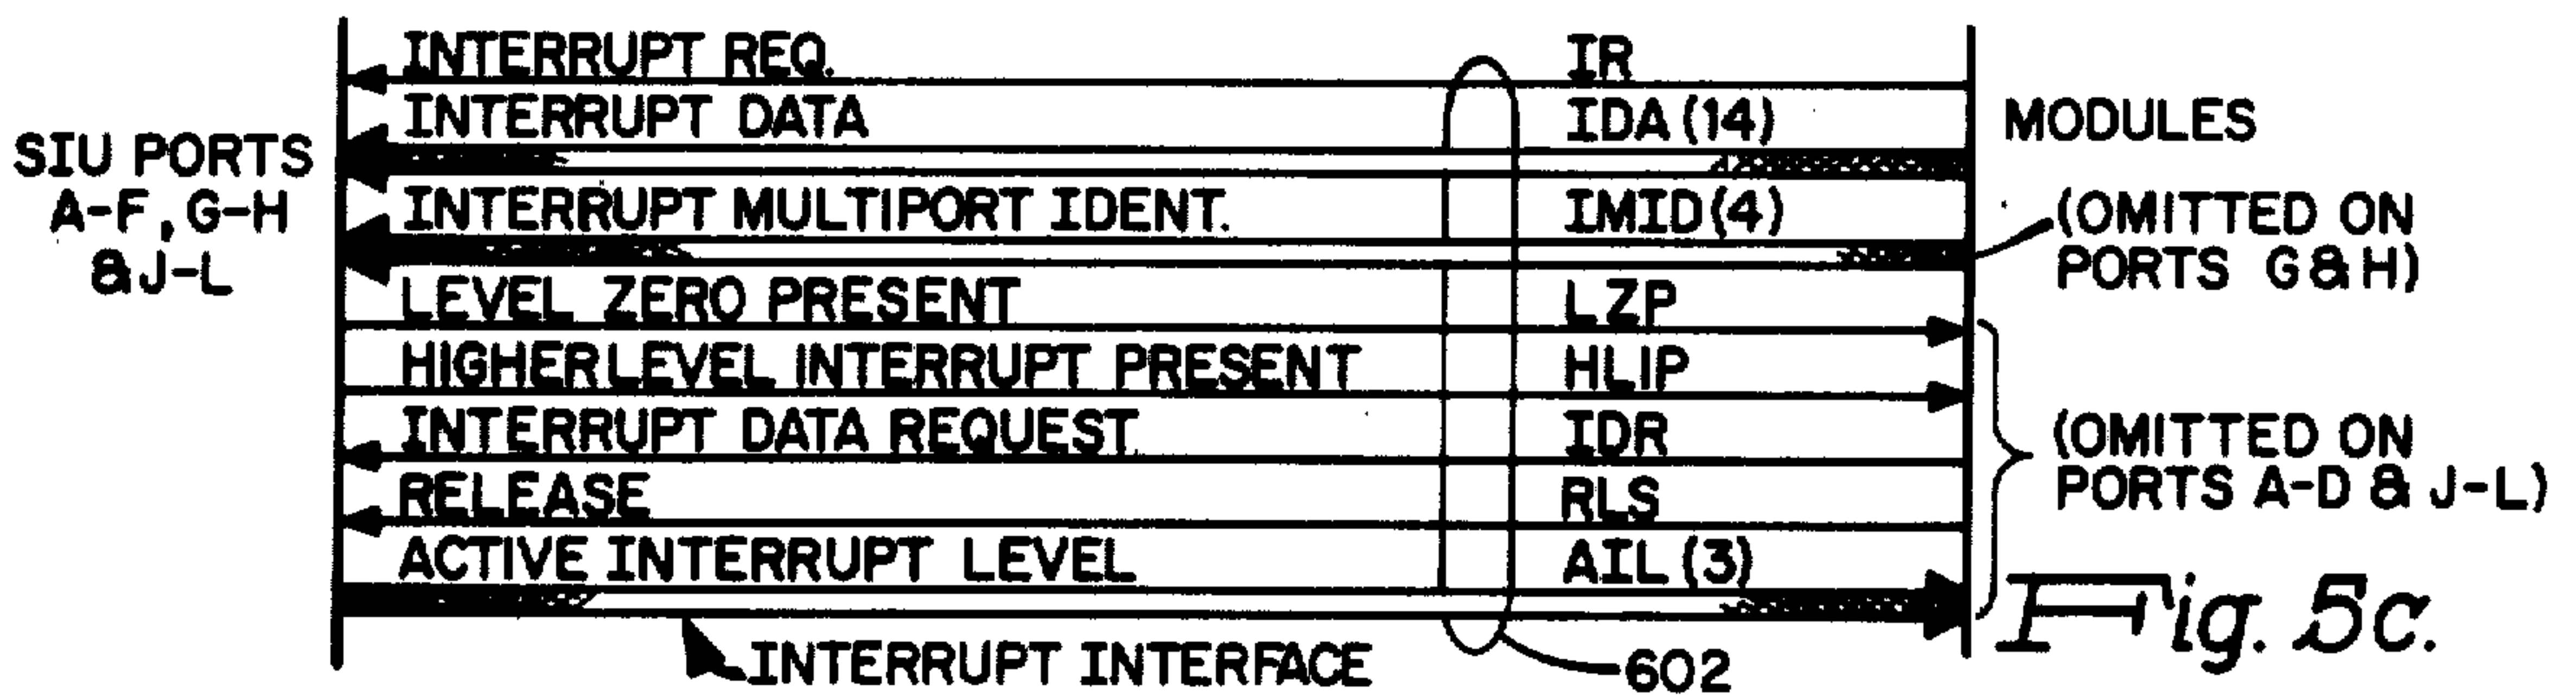 INTERRUPT REQ. IR
INTERRUPT DATA IDA (14) MODULES
SIU PORTS
A-F, G-H
& J-L
INTERRUPT MULTIPORT IDENT. IMID (4) (OMITTED ON
PORTS G & H)
LEVEL ZERO PRESENT LZP
HIGHER LEVEL INTERRUPT PRESENT HLIP
INTERRUPT DATA REQUEST IDR (OMITTED ON
PORTS A-D & J-L)
RELEASE RLS
ACTIVE INTERRUPT LEVEL AIL (3)
INTERRUPT INTERFACE 602
Fig. 5c.